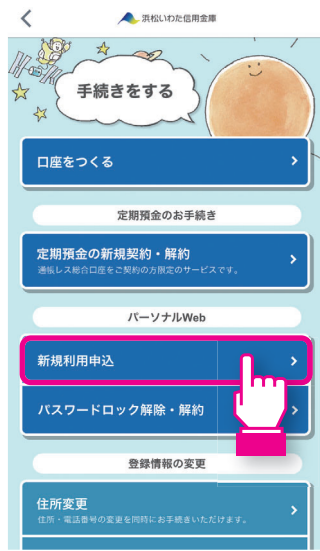 浜松いわた信用金庫
手続きをする
口座をつくる
定期預金のお手続き
定期預金の新規契約・解約
通帳レス総合口座をご契約の方限定のサービスです。
パーソナルWeb
新規利用申込
パスワードロック解除・解約
登録情報の変更
住所変更
住所・電話番号の変更を同時にお手続きいただけます。